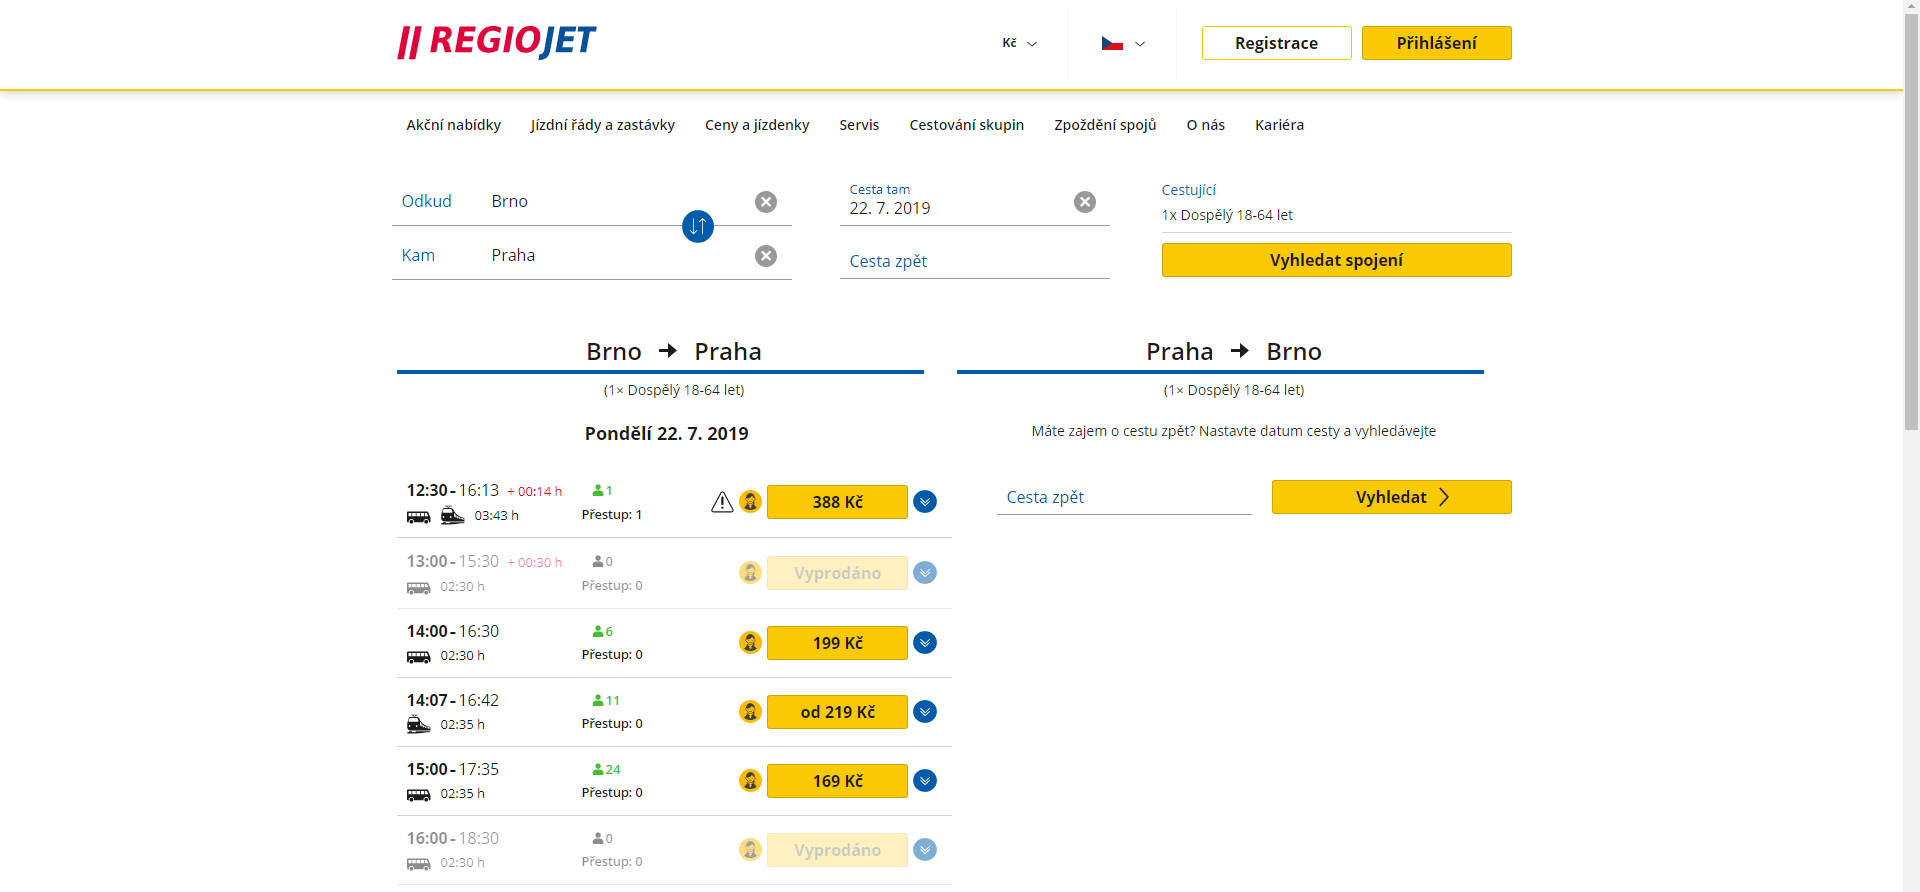 REGIOJET
Kč
Registrace
Přihlášení
Akční nabídky Jízdní řády a zastávky Ceny a jízdenky Servis Cestování skupin Zpoždění spojů O nás Kariéra
Odkud Brno
Kam Praha
Cesta tam
22. 7. 2019
Cesta zpět
Cestující
1x Dospělý 18-64 let
Vyhledat spojení
Brno Praha
(1× Dospělý 18-64 let)
Pondělí 22. 7. 2019
12:30 - 16:13 + 00:14 h 1
03:43 h Přestup: 1
388 Kč
13:00 - 15:30 + 00:30 h 0
02:30 h Přestup: 0
Vyprodáno
14:00 - 16:30 6
02:30 h Přestup: 0
199 Kč
14:07 - 16:42 11
02:35 h Přestup: 0
od 219 Kč
15:00 - 17:35 24
02:35 h Přestup: 0
169 Kč
16:00 - 18:30 0
02:30 h Přestup: 0
Vyprodáno
Praha Brno
(1× Dospělý 18-64 let)
Máte zajem o cestu zpět? Nastavte datum cesty a vyhledávejte
Cesta zpět
Vyhledat